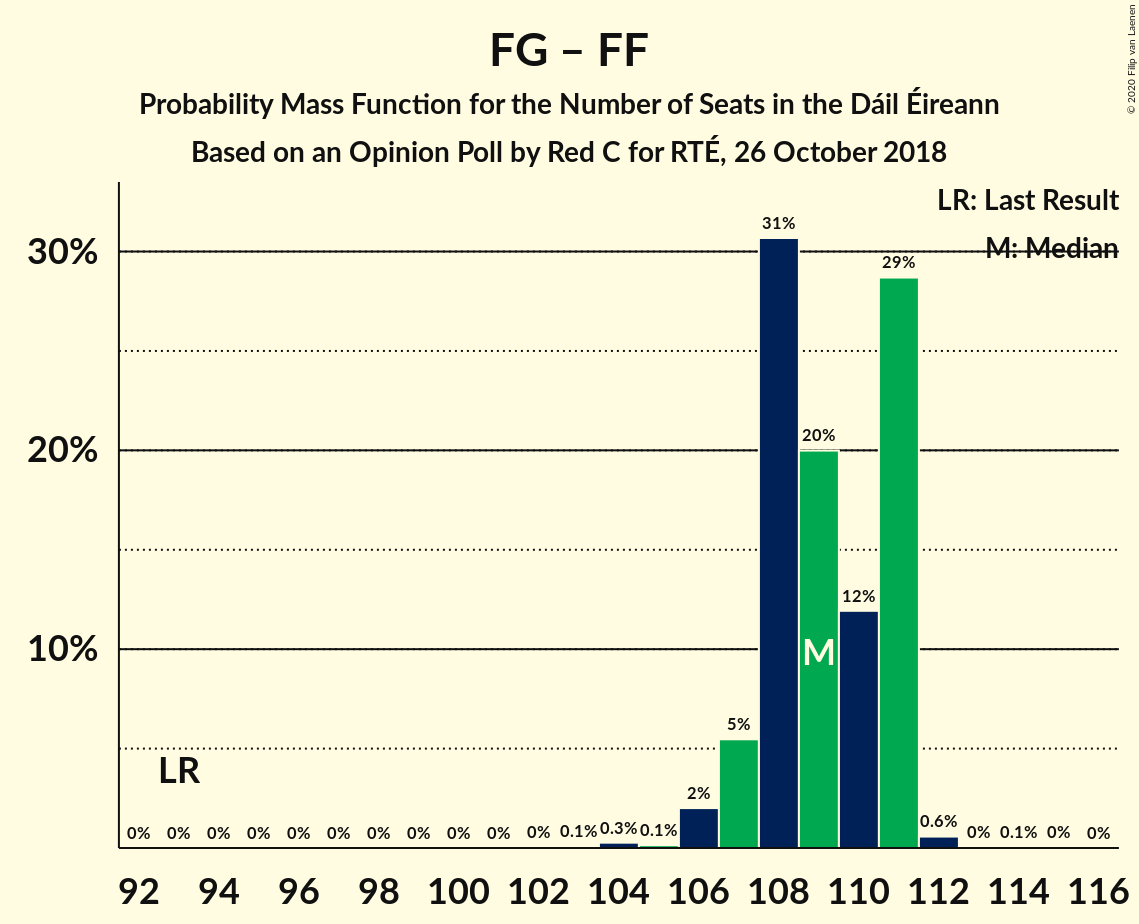 FG – FF
Probability Mass Function for the Number of Seats in the Dáil Éireann
Based on an Opinion Poll by Red C for RTÉ, 26 October 2018
© 2020 Filip van Laenen
LR: Last Result
M: Median
30%
20%
10%
31%
29%
20%
12%
5%
2%
LR
M
0% 0% 0% 0% 0% 0% 0% 0% 0% 0% 0% 0.1% 0.3% 0.1% 0.6% 0% 0.1% 0% 0%
92 94 96 98 100 102 104 106 108 110 112 114 116